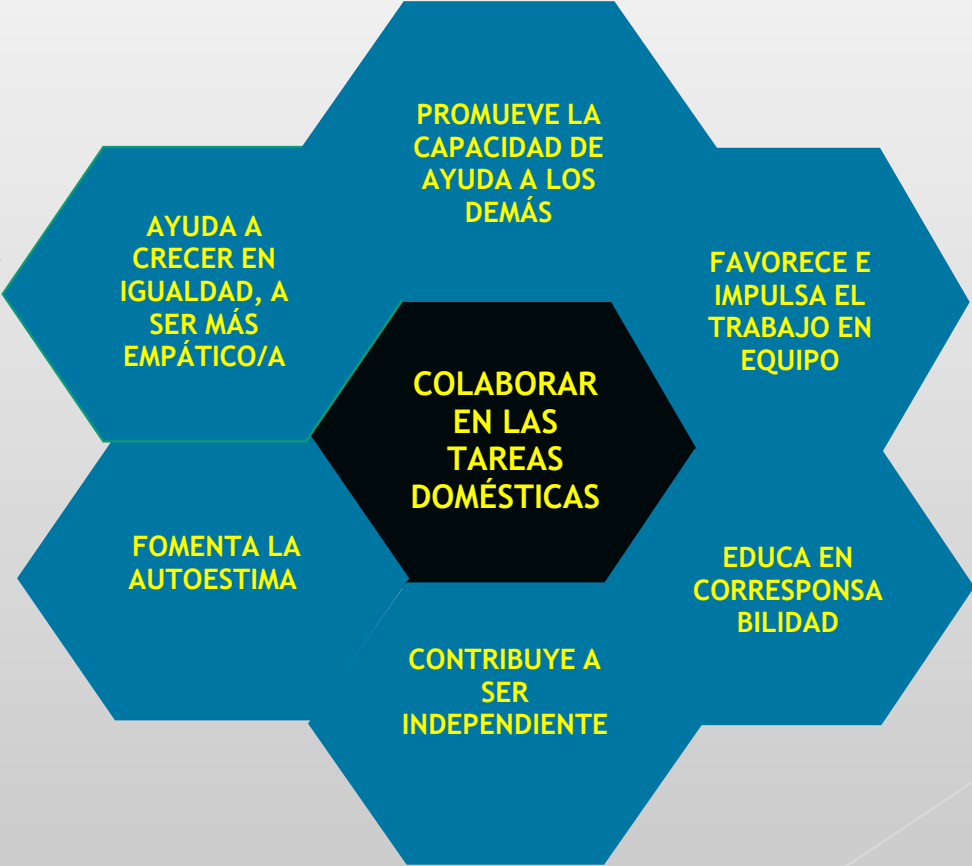 PROMUEVE LA
CAPACIDAD DE
AYUDA A LOS
DEMÁS
AYUDA A
CRECER EN
IGUALDAD, A
SER MÁS
EMPÁTICO/A
FAVORECE E
IMPULSA EL
TRABAJO EN
EQUIPO
COLABORAR
EN LAS
TAREAS
DOMÉSTICAS
FOMENTA LA
AUTOESTIMA
EDUCA EN
CORRESPONSA
BILIDAD
CONTRIBUYE A
SER
INDEPENDIENTE